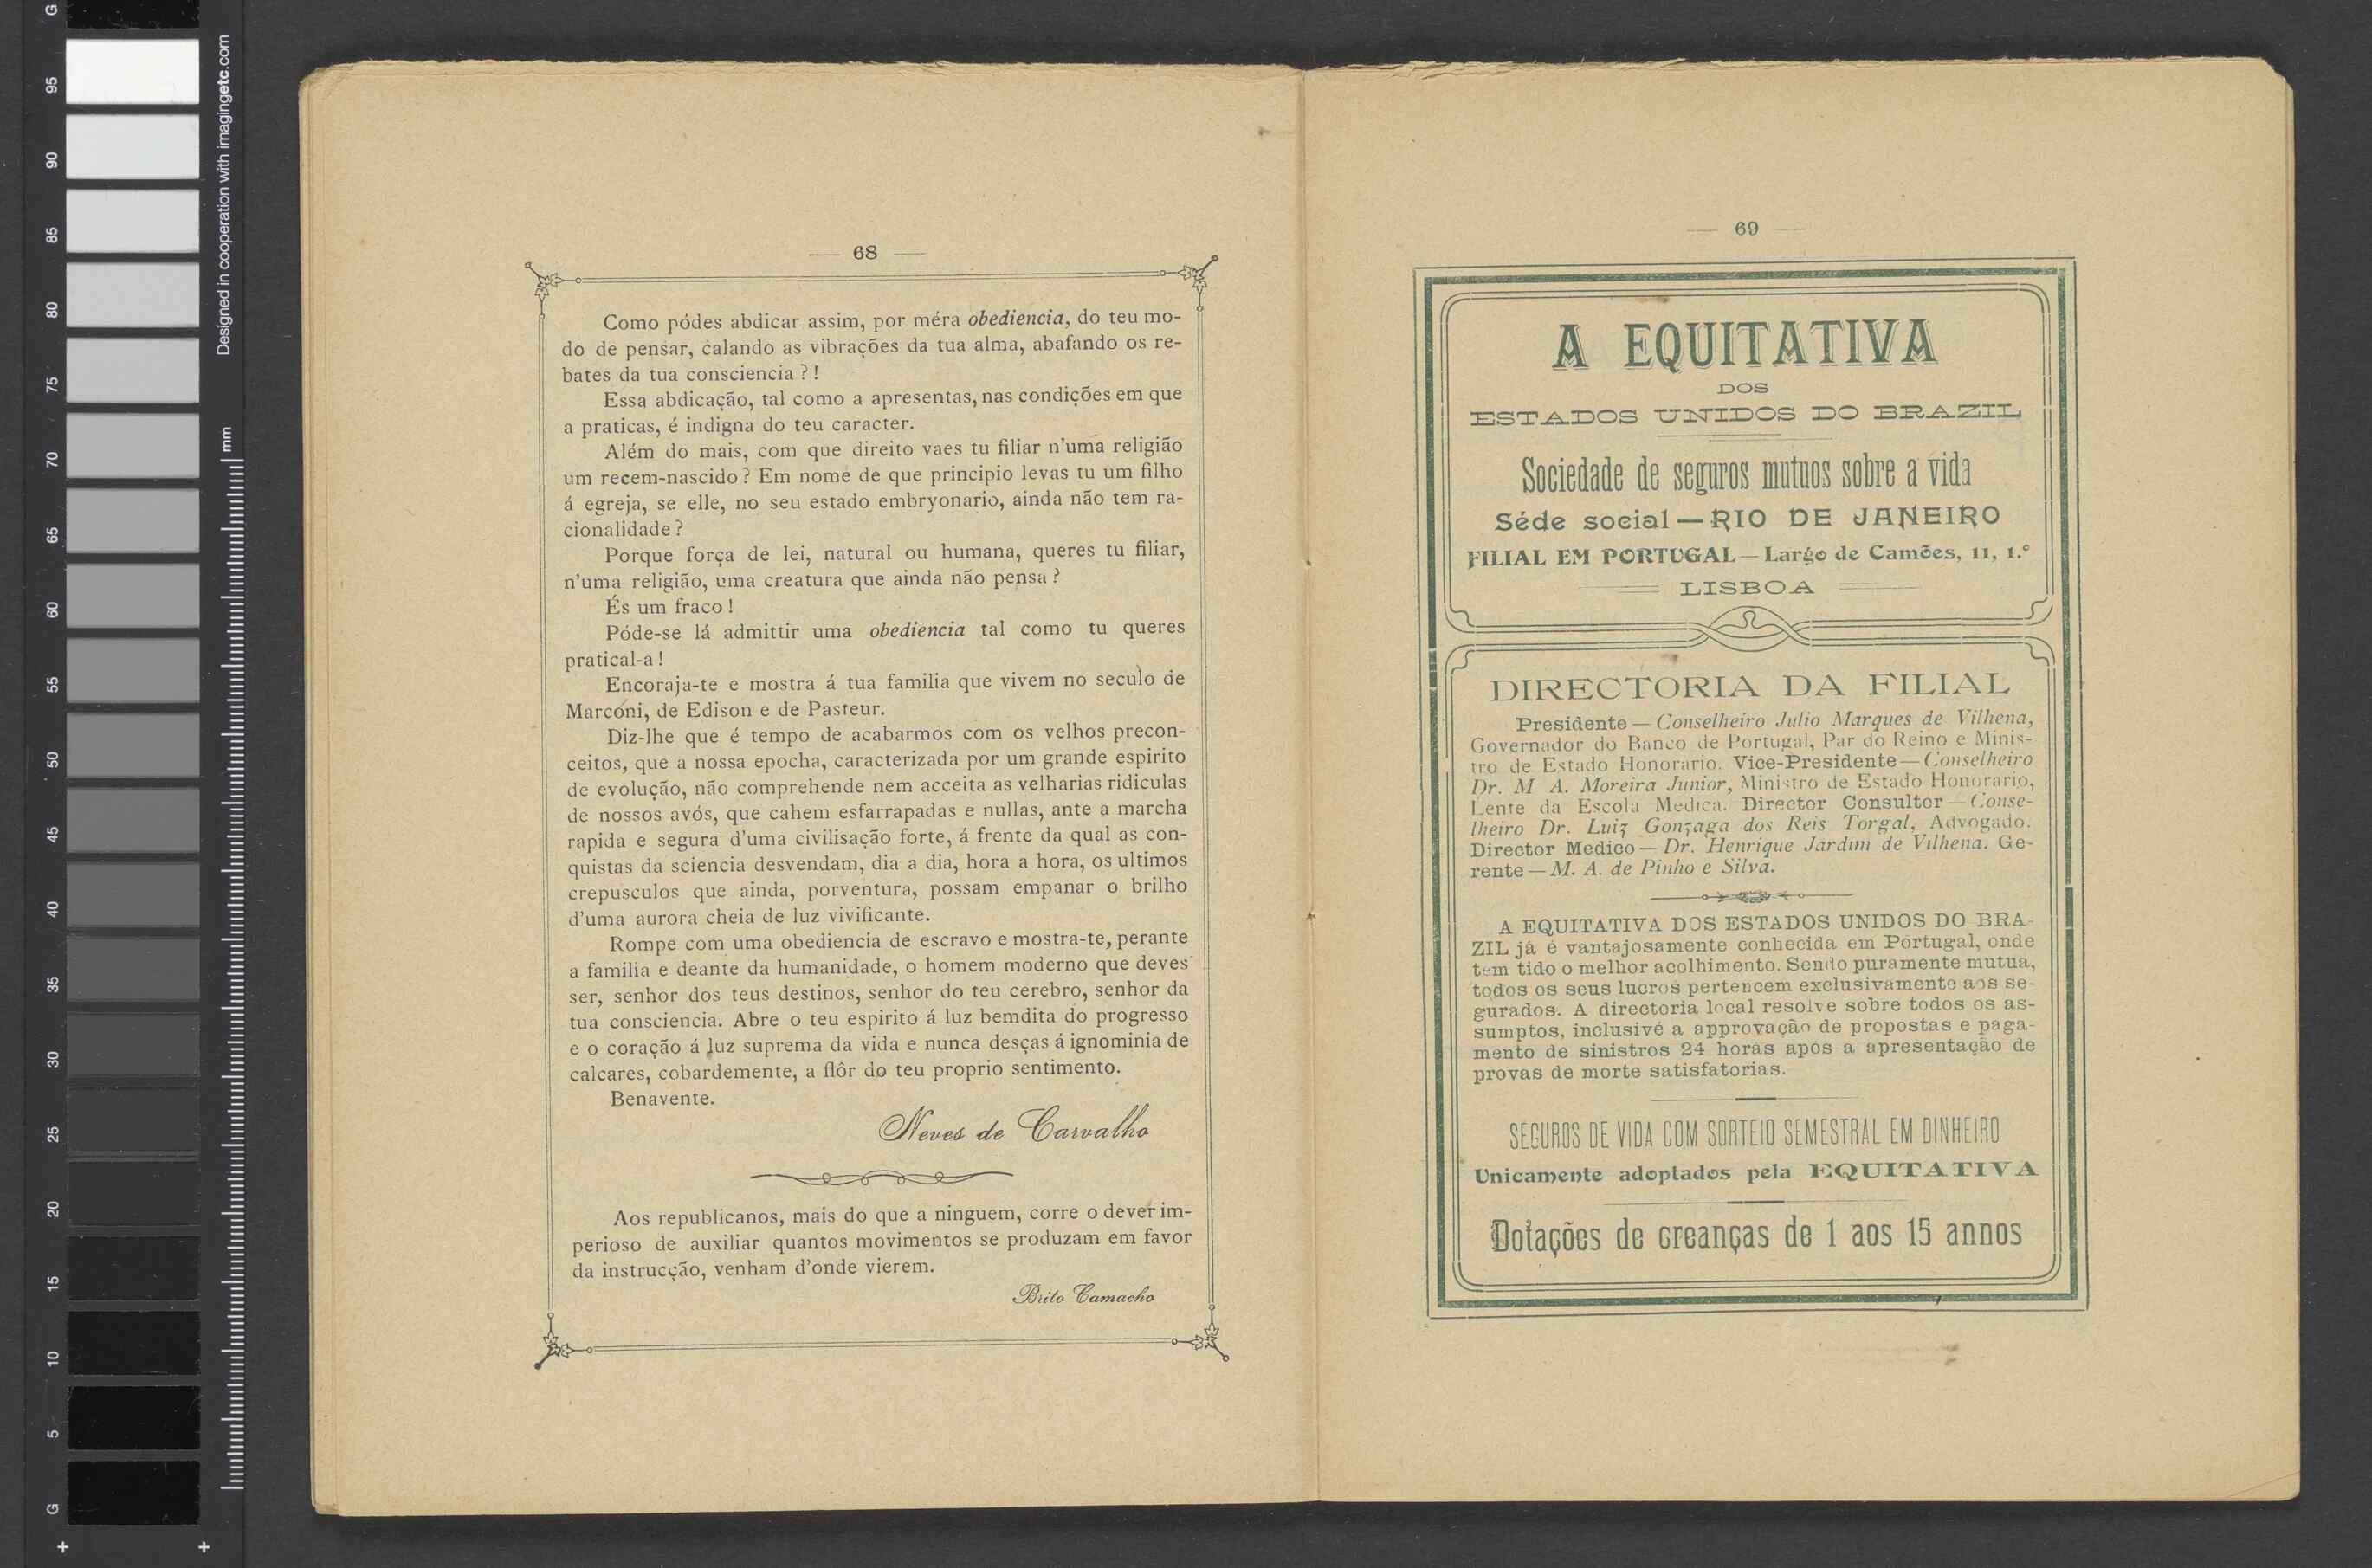 G
95
90
85
80
75
70
65
60
55
50
45
40
35
30
25
20
15
10
5
G
Designed in cooperation with imagingetc.com
mm
— 68 —
Como pódes abdicar assim, por méra obediencia, do teu mo-
do de pensar, calando as vibrações da tua alma, abafando os re-
bates da tua consciencia ?!
Essa abdicação, tal como a apresentas, nas condições em que
a praticas, é indigna do teu caracter.
Além do mais, com que direito vaes tu filiar n'uma religião
um recem-nascido? Em nome de que principio levas tu um filho
á egreja, se elle, no seu estado embryonario, ainda não tem ra-
cionalidade?
Porque força de lei, natural ou humana, queres tu filiar,
n'uma religião, uma creatura que ainda não pensa?
És um fraco!
Póde-se lá admittir uma obediencia tal como tu queres
pratical-a!
Encoraja-te e mostra á tua familia que vivem no seculo de
Marconi, de Edison e de Pasteur.
Diz-lhe que é tempo de acabarmos com os velhos precon-
ceitos, que a nossa epocha, caracterizada por um grande espirito
de evolução, não comprehende nem acceita as velharias ridiculas
de nossos avós, que cahem esfarrapadas e nullas, ante a marcha
rapida e segura d'uma civilisação forte, á frente da qual as con-
quistas da sciencia desvendam, dia a dia, hora a hora, os ultimos
crepusculos que ainda, porventura, possam empanar o brilho
d'uma aurora cheia de luz vivificante.
Rompe com uma obediencia de escravo e mostra-te, perante
a familia e deante da humanidade, o homem moderno que deves
ser, senhor dos teus destinos, senhor do teu cerebro, senhor da
tua consciencia. Abre o teu espirito á luz bemdita do progresso
e o coração á luz suprema da vida e nunca desças á ignominia de
calcares, cobardemente, a flôr do teu proprio sentimento.
Benavente.
Neves de Carvalho
Aos republicanos, mais do que a ninguem, corre o dever im-
perioso de auxiliar quantos movimentos se produzam em favor
da instrucção, venham d'onde vierem.
Brito Camacho
— 69 —
A EQUITATIVA
DOS
ESTADOS UNIDOS DO BRAZIL
Sociedade de seguros mutuos sobre a vida
Séde social — RIO DE JANEIRO
FILIAL EM PORTUGAL — Largo de Camões, 11, 1.º
LISBOA
DIRECTORIA DA FILIAL
Presidente — Conselheiro Julio Marques de Vilhena,
Governador do Banco de Portugal, Par do Reino e Minis-
tro de Estado Honorario. Vice-Presidente — Conselheiro
Dr. M A. Moreira Junior, Ministro de Estado Honorario,
Lente da Escola Medica. Director Consultor — Conse-
lheiro Dr. Luiz Gonzaga dos Reis Torgal, Advogado.
Director Medico — Dr. Henrique Jardim de Vilhena. Ge-
rente — M. A. de Pinho e Silva.
A EQUITATIVA DOS ESTADOS UNIDOS DO BRA-
ZIL já é vantajosamente conhecida em Portugal, onde
tem tido o melhor acolhimento. Sendo puramente mutua,
todos os seus lucros pertencem exclusivamente aos se-
gurados. A directoria local resolve sobre todos os as-
sumptos, inclusivé a approvação de propostas e paga-
mento de sinistros 24 horas apos a apresentação de
provas de morte satisfatorias.
SEGUROS DE VIDA COM SORTEIO SEMESTRAL EM DINHEIRO
Unicamente adoptados pela EQUITATIVA
Dotações de creanças de 1 aos 15 annos